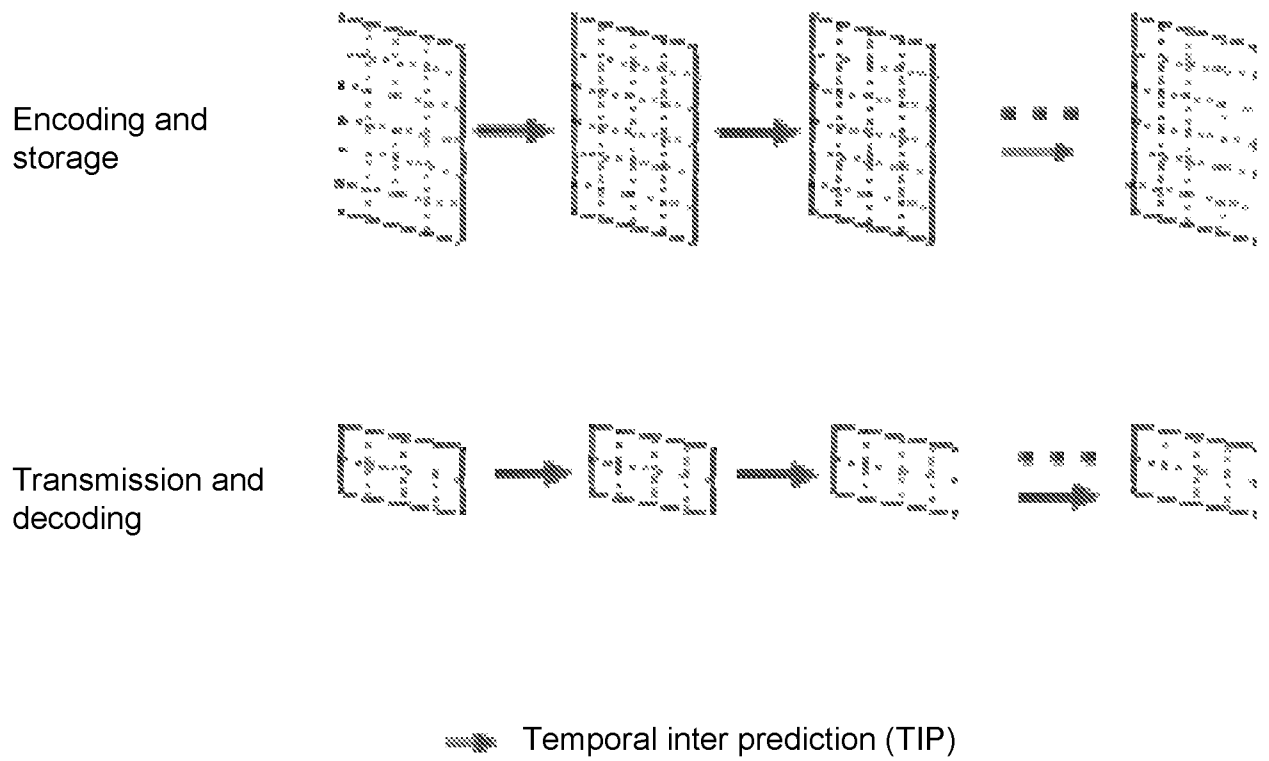 Encoding and
storage
Transmission and
decoding
Temporal inter prediction (TIP)